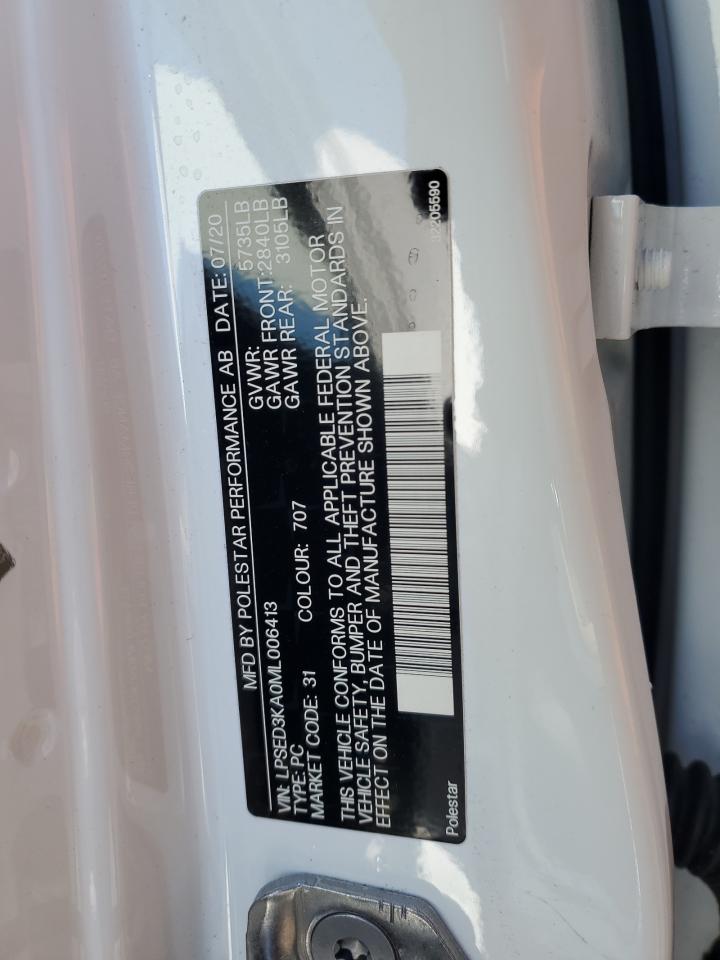 MFD BY POLESTAR PERFORMANCE AB DATE: 07/20
VIN: LPSED3KA0ML006413 GVWR: 5735LB
TYPE: PC GAWR FRONT: 2840LB
MARKET CODE: 31 COLOUR: 707 GAWR REAR: 3105LB
THIS VEHICLE CONFORMS TO ALL APPLICABLE FEDERAL MOTOR
VEHICLE SAFETY, BUMPER AND THEFT PREVENTION STANDARDS IN
EFFECT ON THE DATE OF MANUFACTURE SHOWN ABOVE.
Polestar 32205590